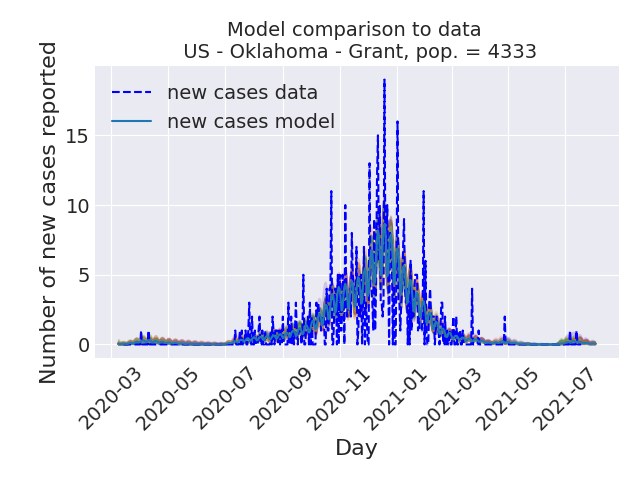 Model comparison to data
US - Oklahoma - Grant, pop. = 4333
new cases data
new cases model
Number of new cases reported
15
10
5
0
2020-03
2020-05
2020-07
2020-09
2020-11
2021-01
2021-03
2021-05
2021-07
Day